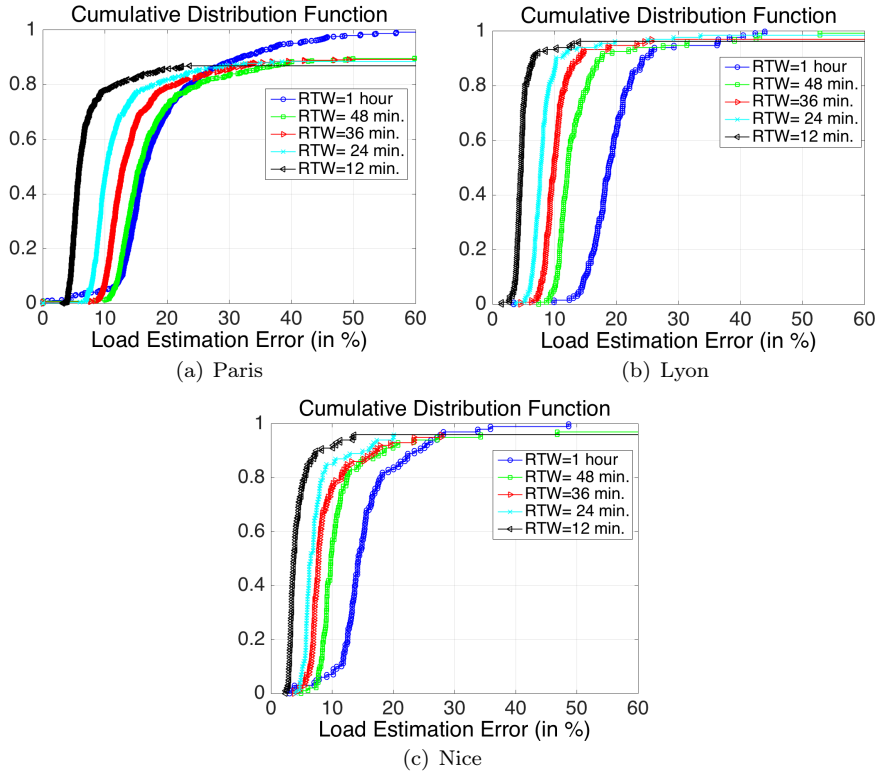 Cumulative Distribution Function
1
0.8
0.6
0.4
0.2
0
0 10 20 30 40 50 60
RTW=1 hour
RTW= 48 min.
RTW=36 min.
RTW= 24 min.
RTW=12 min.
Load Estimation Error (in %)
(a) Paris
Cumulative Distribution Function
1
0.8
0.6
0.4
0.2
0
0 10 20 30 40 50 60
RTW=1 hour
RTW= 48 min.
RTW=36 min.
RTW= 24 min.
RTW=12 min.
Load Estimation Error (in %)
(b) Lyon
Cumulative Distribution Function
1
0.8
0.6
0.4
0.2
0
0 10 20 30 40 50 60
RTW=1 hour
RTW= 48 min.
RTW=36 min.
RTW= 24 min.
RTW=12 min.
Load Estimation Error (in %)
(c) Nice